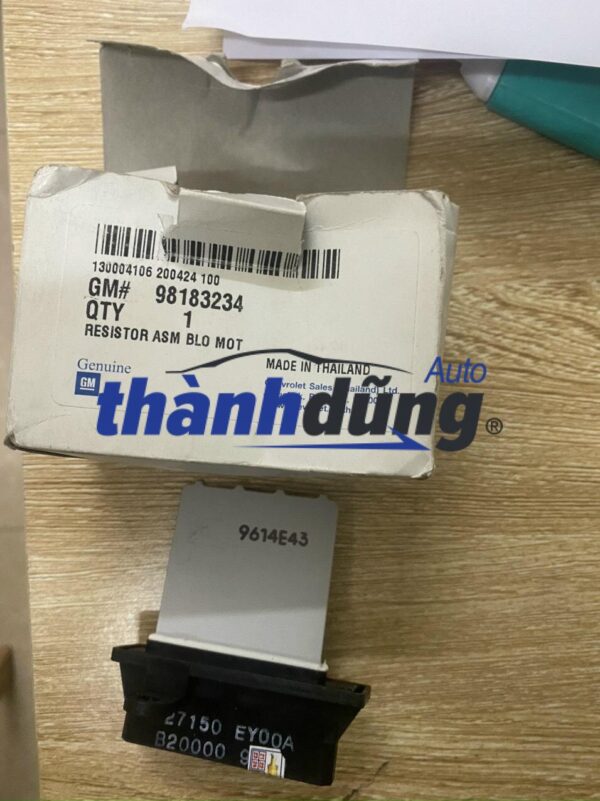 130004106 200424 100
GM# 98183234
QTY 1
RESISTOR ASM BLO MOT
Genuine
GM
MADE IN THAILAND
Auto
thànhdũng®
9614E43
27150 EY00A
B20000 9